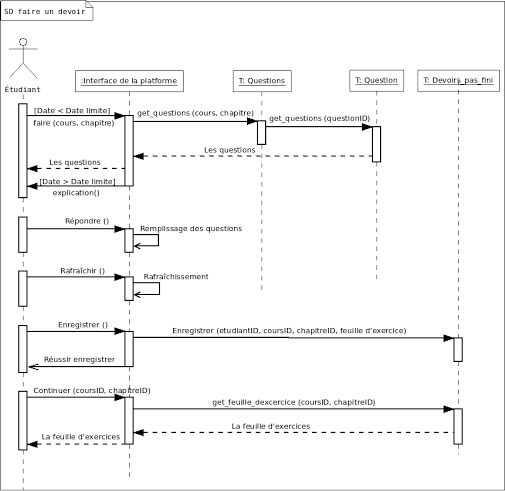 SD faire un devoir
Étudiant
:Interface de la platforme
T: Questions
T: Question
T: Devoirs_pas_fini
[Date < Date limite]
faire (cours, chapitre)
get_questions (cours, chapitre)
get_questions (questionID)
Les questions
Les questions
[Date > Date limite]
explication()
Répondre ()
Remplissage des questions
Rafraîchir ()
Rafraîchissement
Enregistrer ()
Enregistrer (etudiantID, coursID, chapitreID, feuille d'exercice)
Réussir enregistrer
Continuer (coursID, chapitreID)
get_feuille_dexcercice (coursID, chapitreID)
La feuille d'exercices
La feuille d'exercices